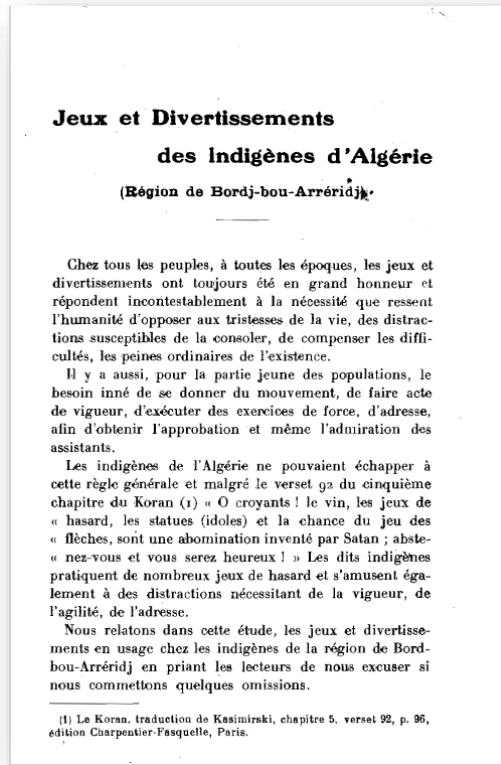 Jeux et Divertissements
des Indigènes d'Algérie
(Région de Bordj-bou-Arréridj).
Chez tous les peuples, à toutes les époques, les jeux et
divertissements ont toujours été en grand honneur et
répondent incontestablement à la nécessité que ressent
l'humanité d'opposer aux tristesses de la vie, des distrac-
tions susceptibles de la consoler, de compenser les diffi-
cultés, les peines ordinaires de l'existence.
Il y a aussi, pour la partie jeune des populations, le
besoin inné de se donner du mouvement, de faire acte
de vigueur, d'exécuter des exercices de force, d'adresse,
afin d'obtenir l'approbation et même l'admiration des
assistants.
Les indigènes de l'Algérie ne pouvaient échapper à
cette règle générale et malgré le verset 92 du cinquième
chapitre du Koran (1) « O croyants ! le vin, les jeux de
« hasard, les statues (idoles) et la chance du jeu des
« flèches, sont une abomination inventé par Satan ; abste-
« nez-vous et vous serez heureux ! » Les dits indigènes
pratiquent de nombreux jeux de hasard et s'amusent éga-
lement à des distractions nécessitant de la vigueur, de
l'agilité, de l'adresse.
Nous relatons dans cette étude, les jeux et divertisse-
ments en usage chez les indigènes de la région de Bord-
bou-Arréridj en priant les lecteurs de nous excuser si
nous commettons quelques omissions.
(1) Le Koran, traduction de Kasimirski, chapitre 5, verset 92, p. 96,
édition Charpentier-Fasquelle, Paris.